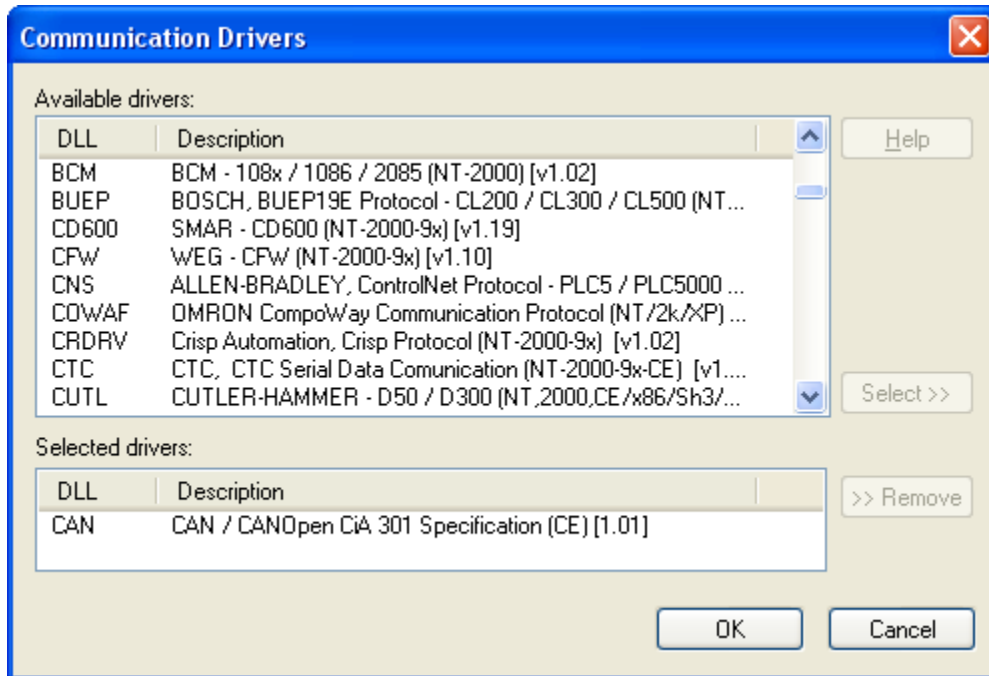 Communication Drivers
Available drivers:
DLL Description
Help
BCM BCM - 108x / 1086 / 2085 (NT-2000) [v1.02]
BUEP BOSCH, BUEP19E Protocol - CL200 / CL300 / CL500 (NT...
CD600 SMAR - CD600 (NT-2000-9x) [v1.19]
CFW WEG - CFW (NT-2000-9x) [v1.10]
CNS ALLEN-BRADLEY, ControlNet Protocol - PLC5 / PLC5000 ...
COWAF OMRON CompoWay Communication Protocol (NT/2k/XP) ...
CRDRV Crisp Automation, Crisp Protocol (NT-2000-9x) [v1.02]
CTC CTC, CTC Serial Data Comunication (NT-2000-9x-CE) [v1....
CUTL CUTLER-HAMMER - D50 / D300 (NT,2000,CE/x86/Sh3/...
Select >>
Selected drivers:
DLL Description
>> Remove
CAN CAN / CANOpen CiA 301 Specification (CE) [1.01]
OK Cancel